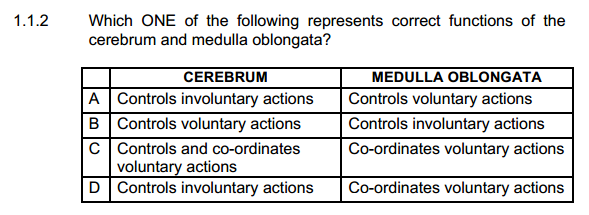 1.1.2 Which ONE of the following represents correct functions of the
cerebrum and medulla oblongata?
CEREBRUM MEDULLA OBLONGATA
A Controls involuntary actions Controls voluntary actions
B Controls voluntary actions Controls involuntary actions
C Controls and co-ordinates Co-ordinates voluntary actions
voluntary actions
D Controls involuntary actions Co-ordinates voluntary actions